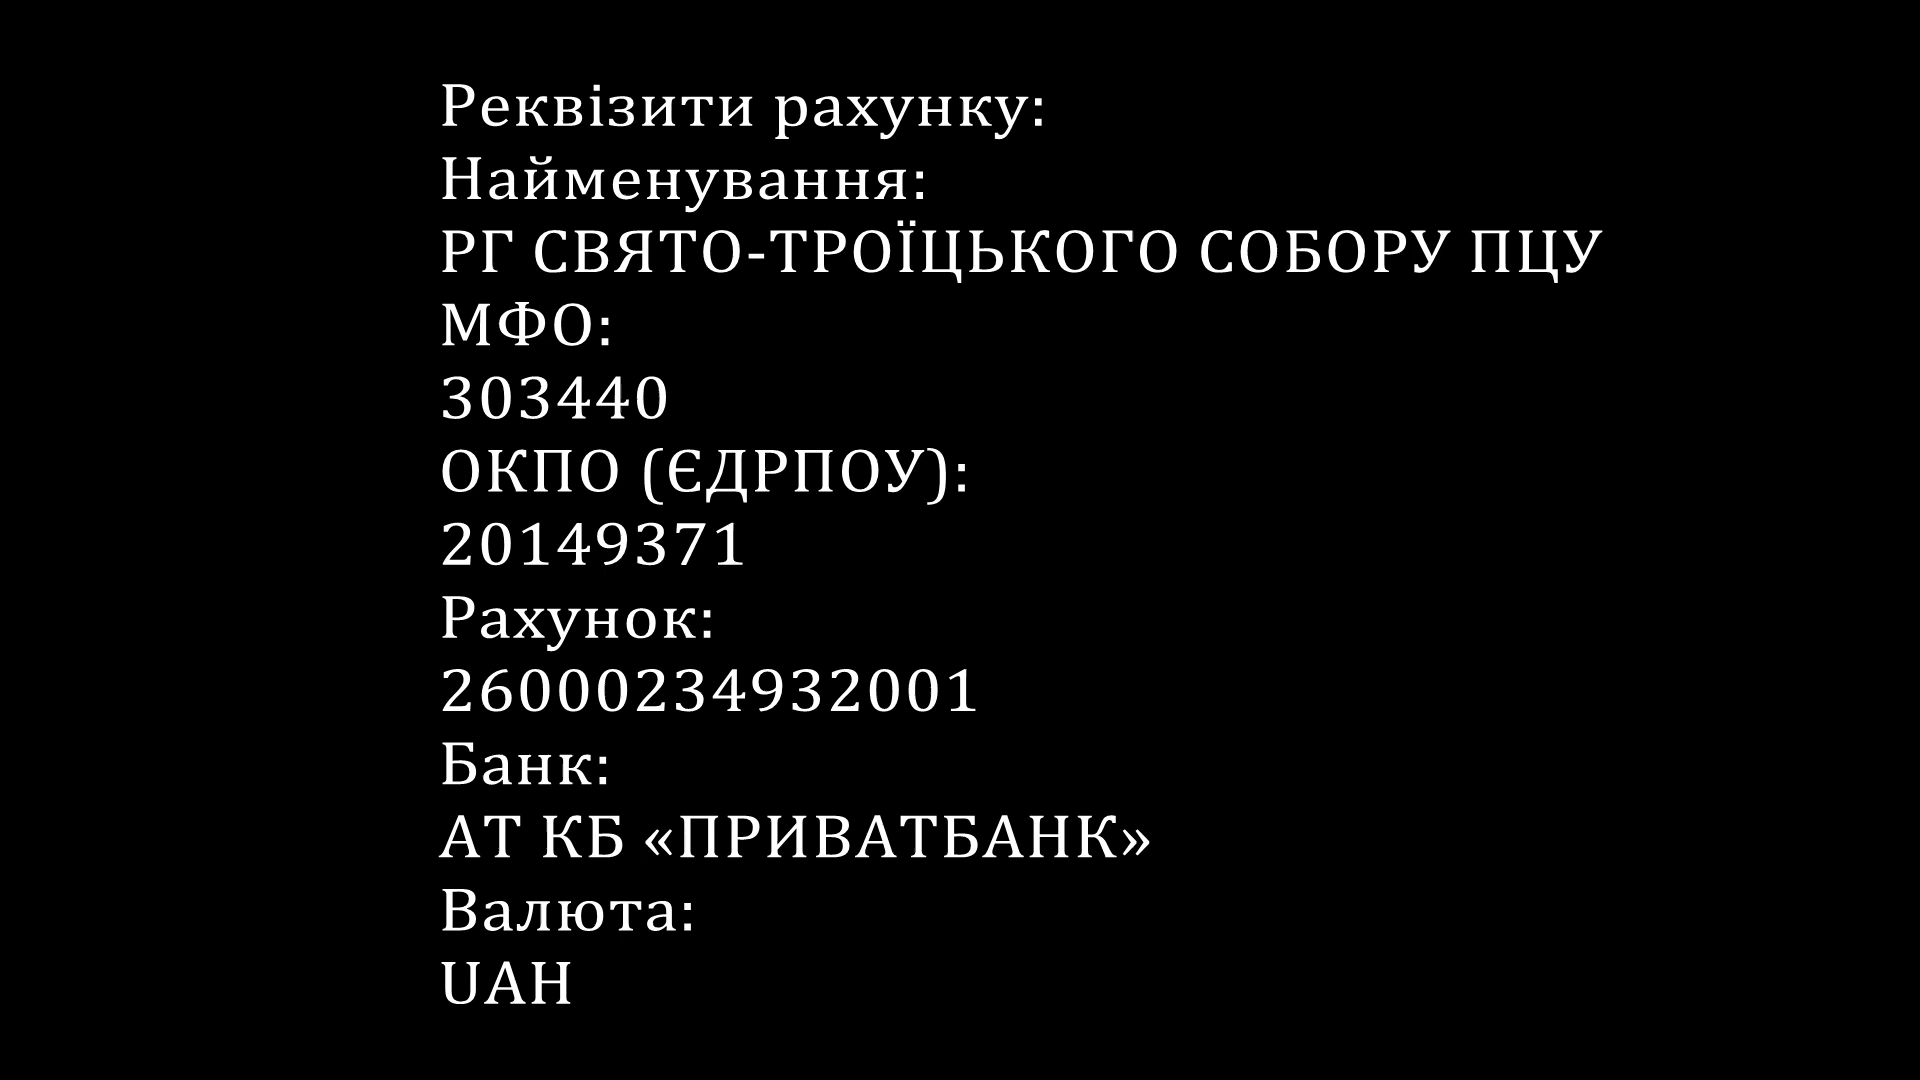 Реквізити рахунку:
Найменування:
РГ СВЯТО-ТРОЇЦЬКОГО СОБОРУ ПЦУ
МФО:
303440
ОКПО (ЄДРПОУ):
20149371
Рахунок:
26000234932001
Банк:
АТ КБ «ПРИВАТБАНК»
Валюта:
UAH